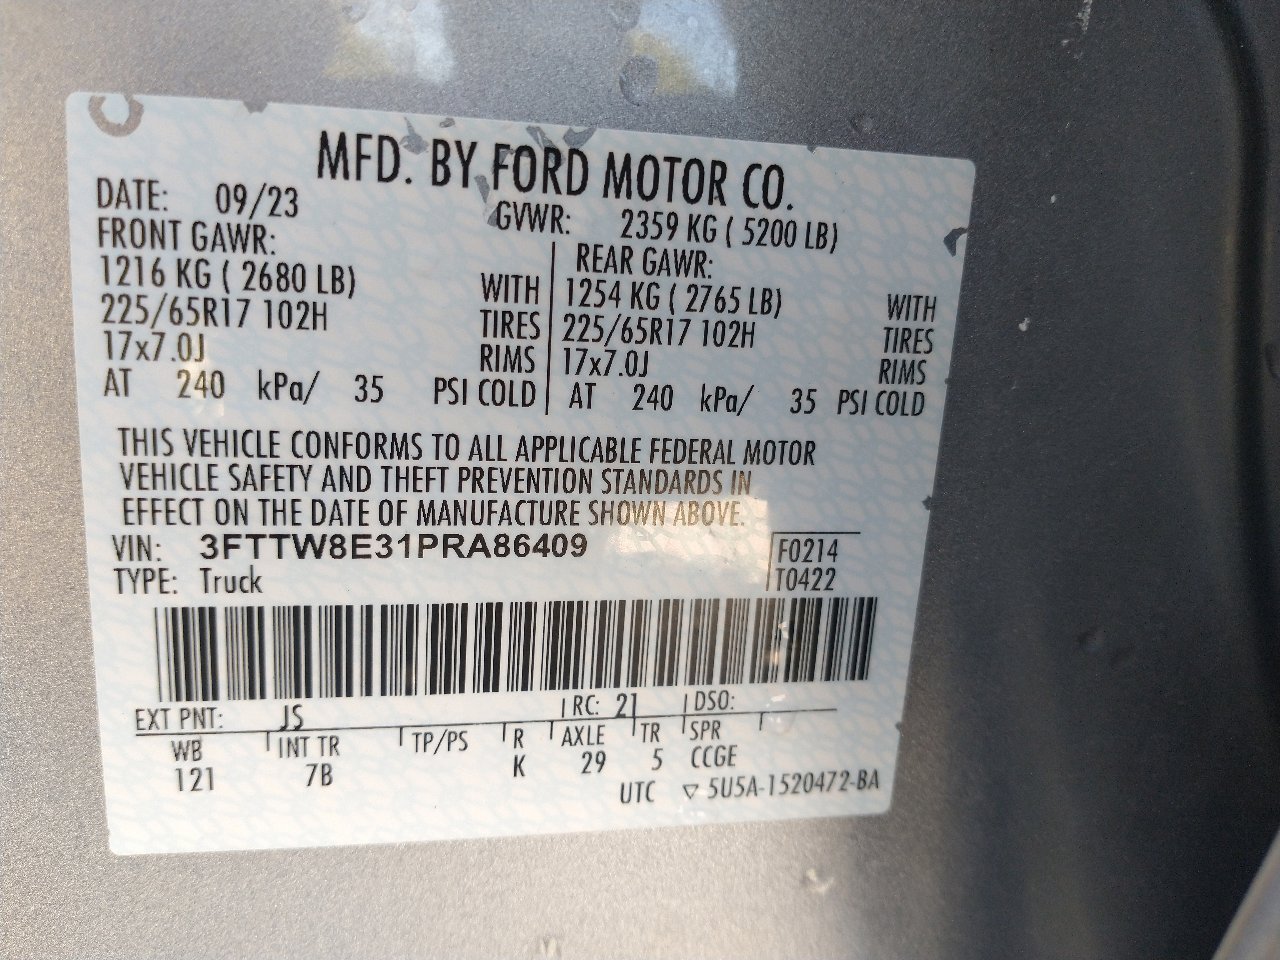 MFD. BY FORD MOTOR CO.
DATE: 09/23 GVWR: 2359 KG ( 5200 LB)
FRONT GAWR: REAR GAWR:
1216 KG ( 2680 LB) WITH 1254 KG ( 2765 LB) WITH
225/65R17 102H TIRES 225/65R17 102H TIRES
17x7.0J RIMS 17x7.0J RIMS
AT 240 kPa/ 35 PSI COLD AT 240 kPa/ 35 PSI COLD
THIS VEHICLE CONFORMS TO ALL APPLICABLE FEDERAL MOTOR
VEHICLE SAFETY AND THEFT PREVENTION STANDARDS IN
EFFECT ON THE DATE OF MANUFACTURE SHOWN ABOVE.
VIN: 3FTTW8E31PRA86409 F0214
TYPE: Truck T0422
EXT PNT: JS RC: 21 DSO:
WB INT TR TP/PS R AXLE TR SPR
121 7B K 29 5 CCGE
UTC ▽ 5U5A-1520472-BA